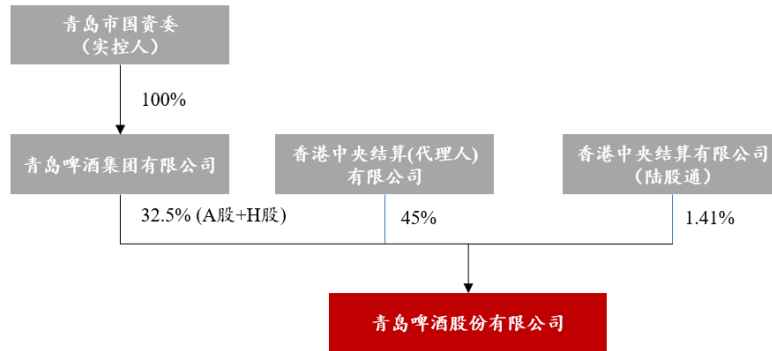 青岛市国资委
（实控人）
100%
青岛啤酒集团有限公司
香港中央结算(代理人)
有限公司
香港中央结算有限公司
（陆股通）
32.5% (A股+H股)
45%
1.41%
青岛啤酒股份有限公司